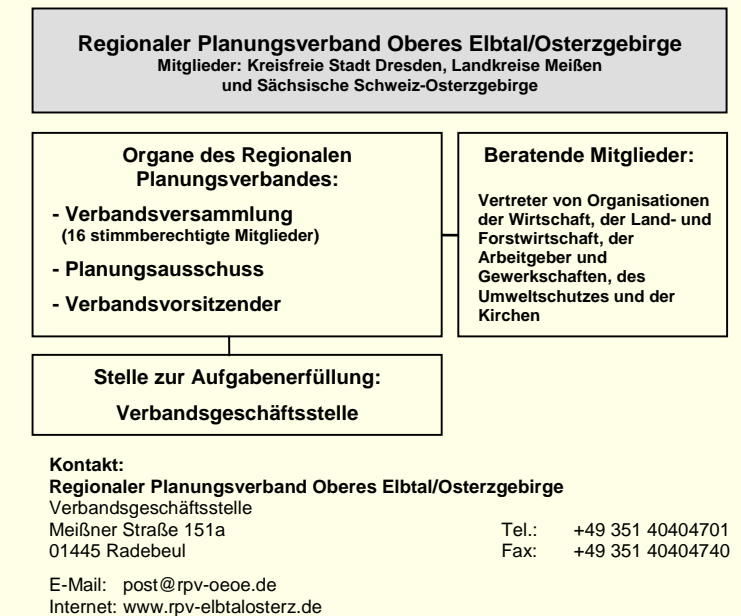 Regionaler Planungsverband Oberes Elbtal/Osterzgebirge
Mitglieder: Kreisfreie Stadt Dresden, Landkreise Meißen
und Sächsische Schweiz-Osterzgebirge
Organe des Regionalen
Planungsverbandes:
- Verbandsversammlung
(16 stimmberechtigte Mitglieder)
- Planungsausschuss
- Verbandsvorsitzender
Beratende Mitglieder:
Vertreter von Organisationen
der Wirtschaft, der Land- und
Forstwirtschaft, der
Arbeitgeber und
Gewerkschaften, des
Umweltschutzes und der
Kirchen
Stelle zur Aufgabenerfüllung:
Verbandsgeschäftsstelle
Kontakt:
Regionaler Planungsverband Oberes Elbtal/Osterzgebirge
Verbandsgeschäftsstelle
Meißner Straße 151a Tel.: +49 351 40404701
01445 Radebeul Fax: +49 351 40404740
E-Mail: post@rpv-oeoe.de
Internet: www.rpv-elbtalosterz.de